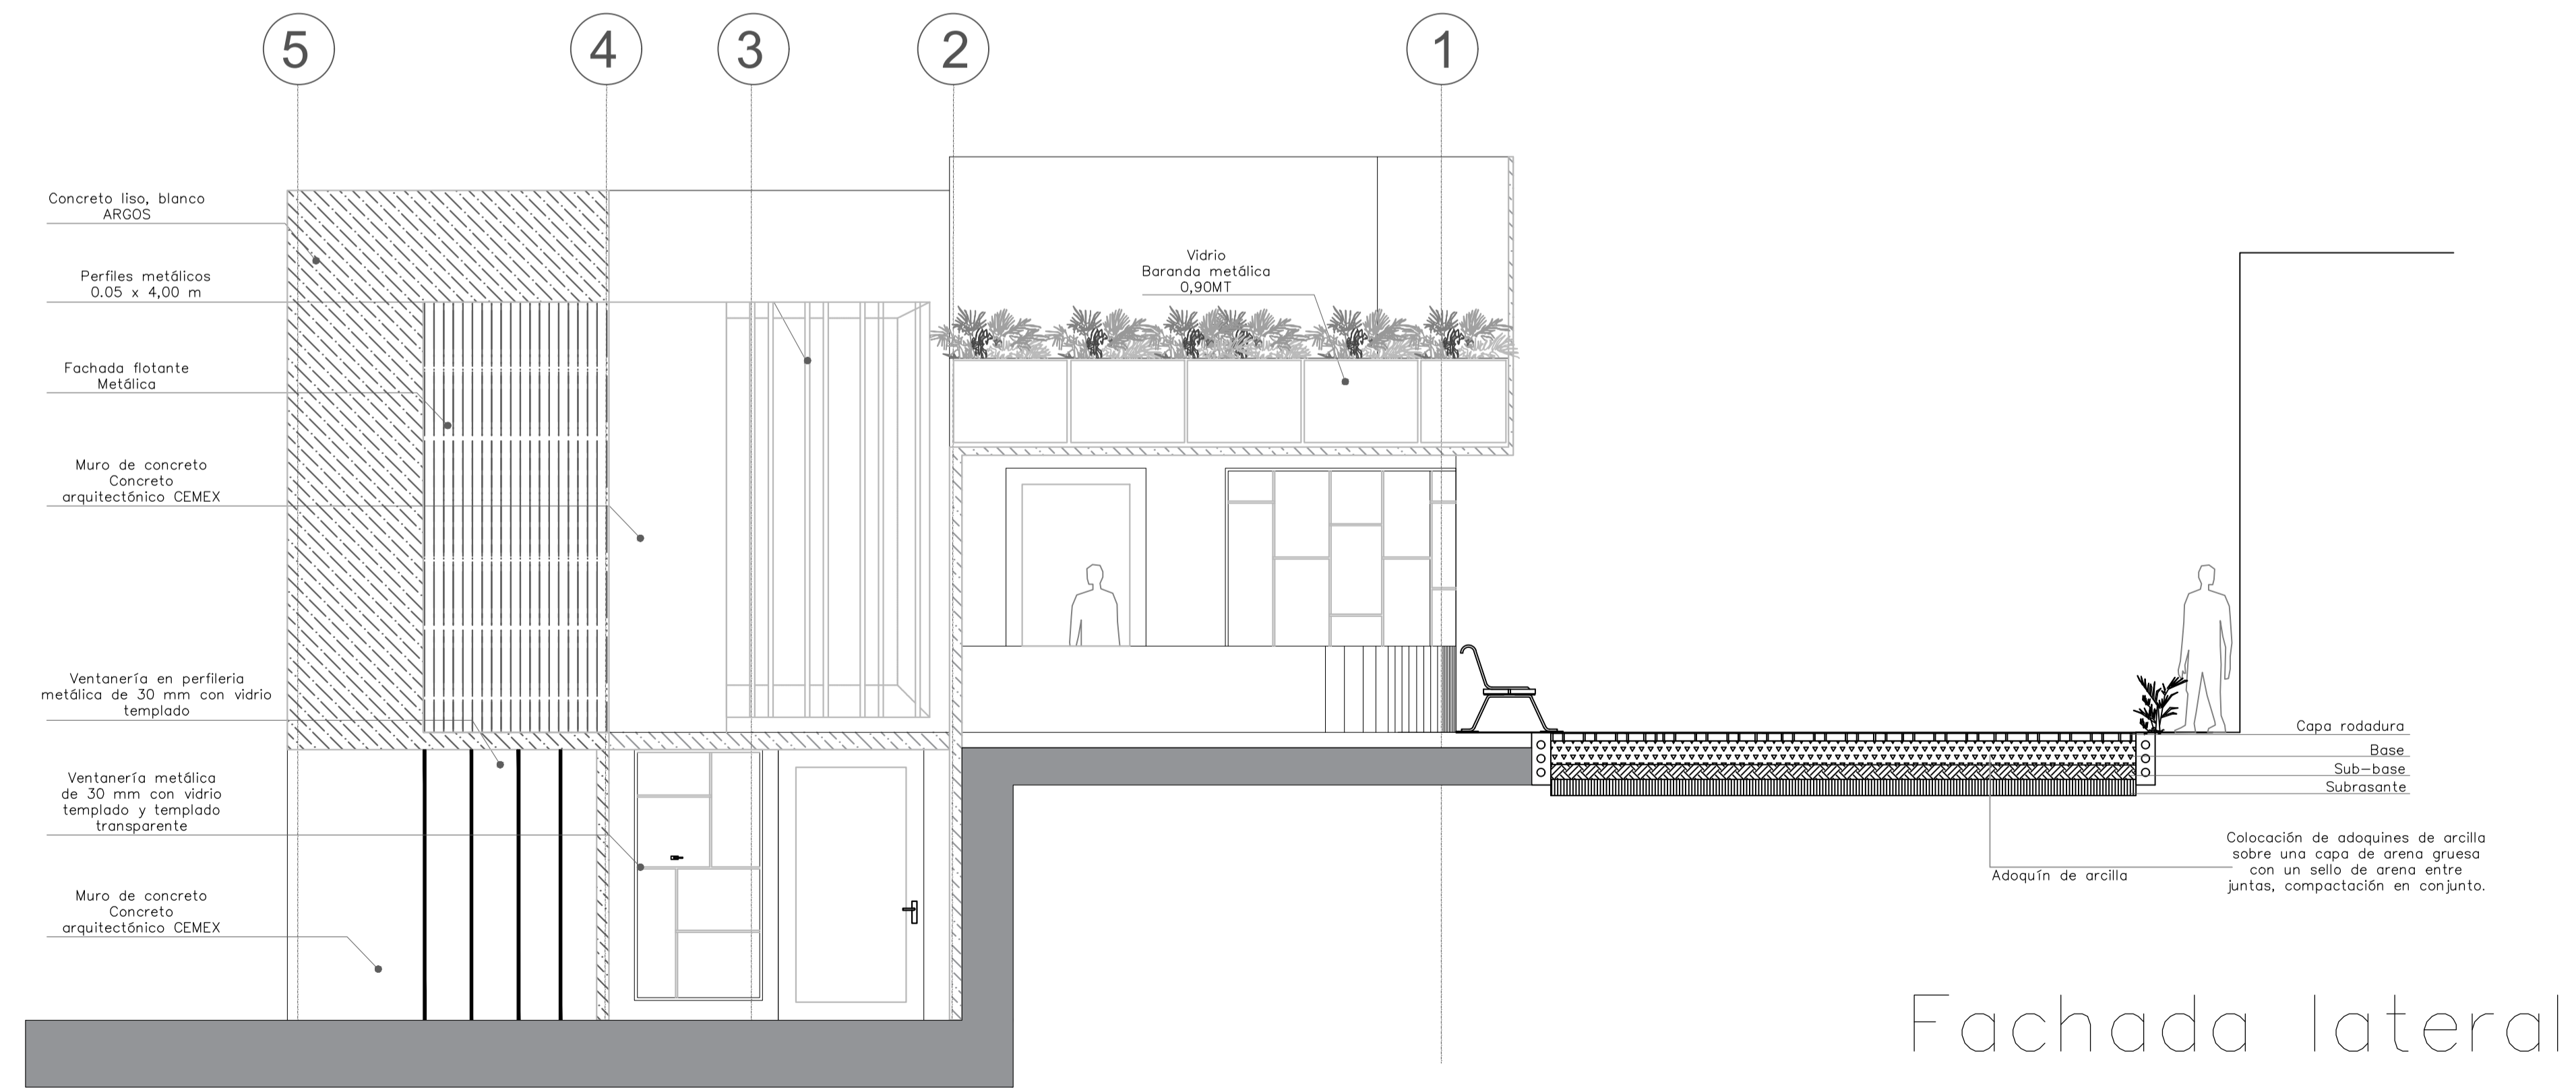 5
4
3
2
1
Concreto liso, blanco
ARGOS
Perfiles metálicos
0.05 x 4,00 m
Fachada flotante
Metálica
Muro de concreto
Concreto
arquitectónico CEMEX
Ventanería en perfileria
metálica de 30 mm con vidrio
templado
Ventanería metálica
de 30 mm con vidrio
templado y templado
transparente
Muro de concreto
Concreto
arquitectónico CEMEX
Vidrio
Baranda metálica
0,90MT
Capa rodadura
Base
Sub-base
Subrasante
Adoquín de arcilla
Colocación de adoquines de arcilla
sobre una capa de arena gruesa
con un sello de arena entre
juntas, compactación en conjunto.
Fachada lateral